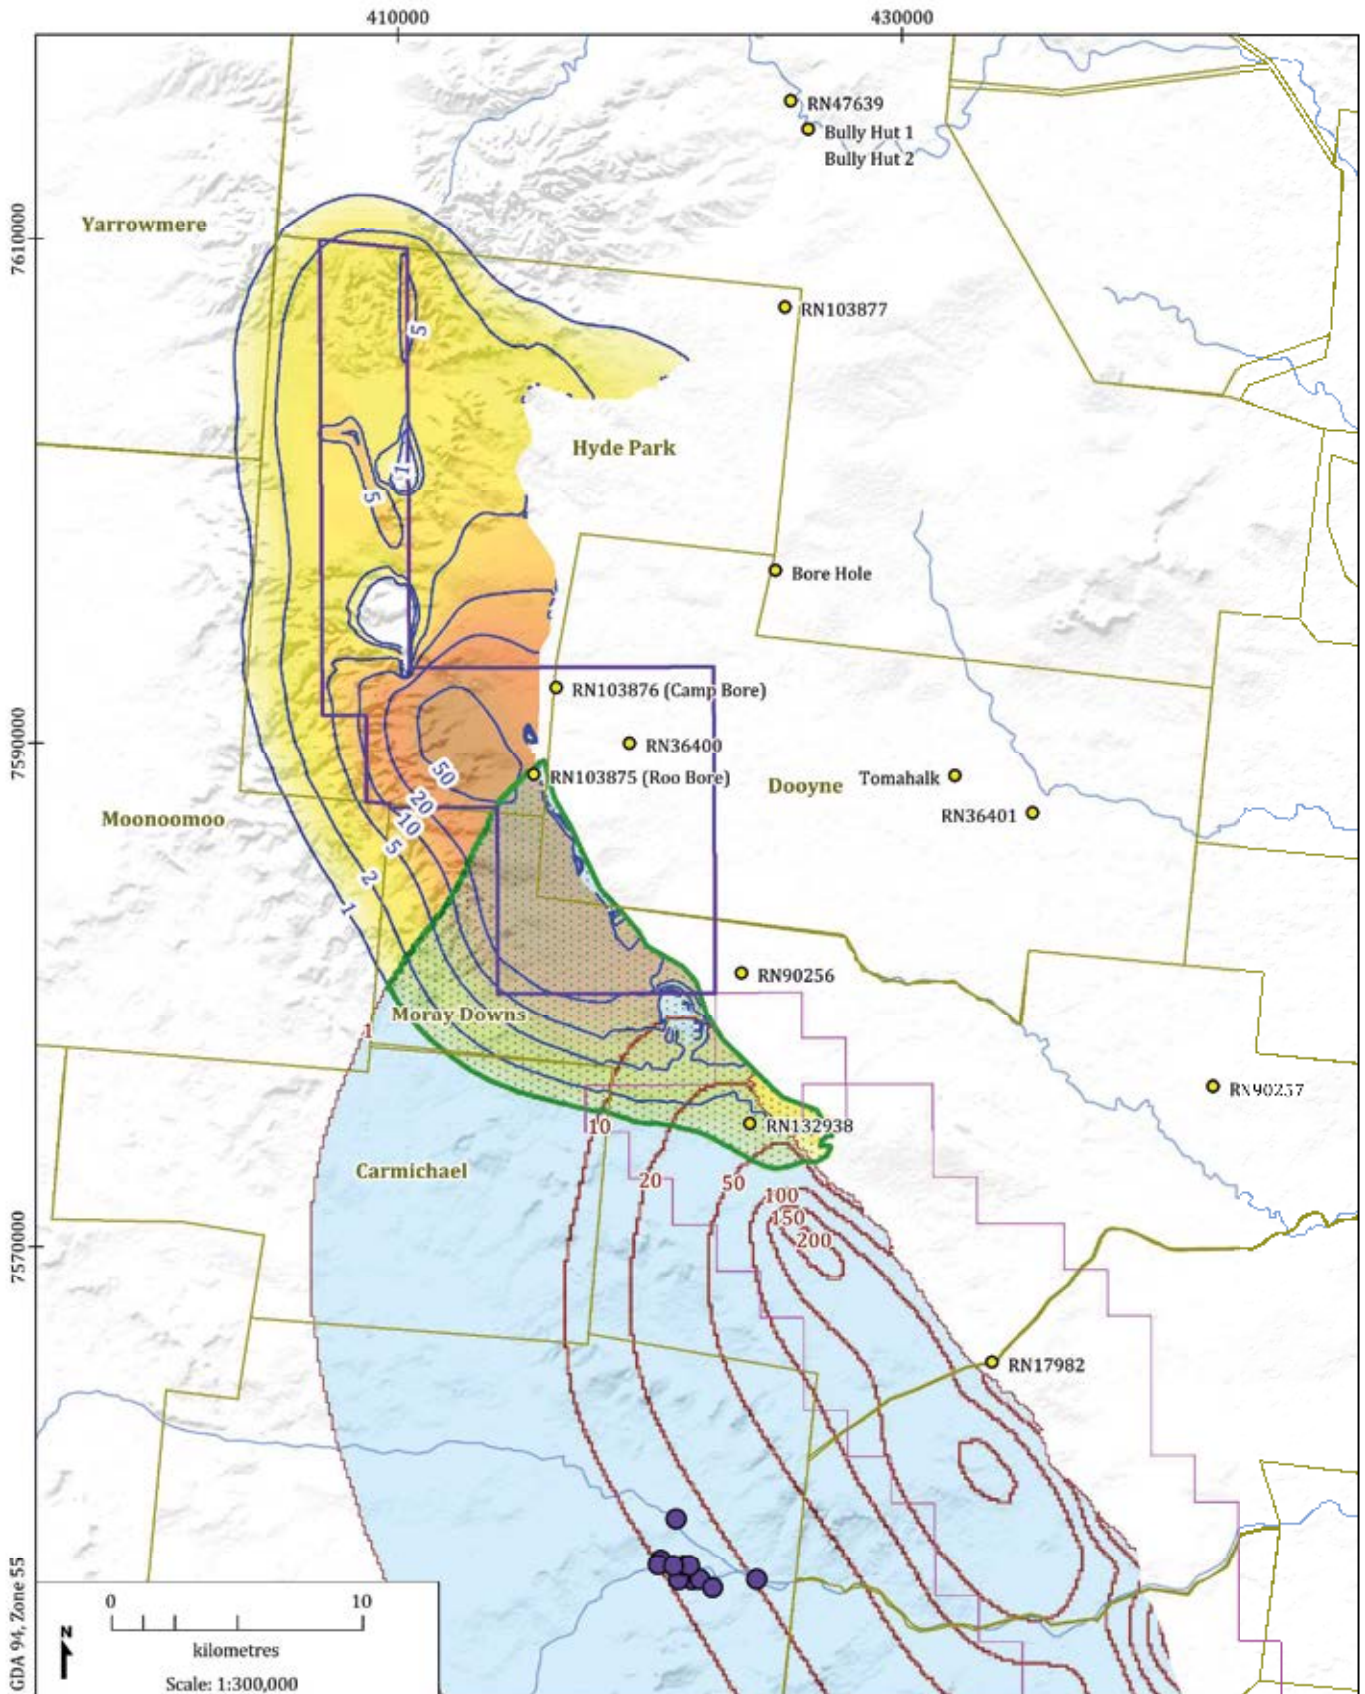 410000
430000
RN47639
Bully Hut 1
Bully Hut 2
Yarrowmere
7610000
RN103877
5
Hyde Park
1
5
Bore Hole
RN103876 (Camp Bore)
RN36400
7590000
50
RN103875 (Roo Bore)
Dooyne
Tomahalk
20
Moonoomoo
10
RN36401
5
2
1
RN90256
Moray Downs
1
RN90257
10
RN132938
Carmichael
20
50
100
150
200
7570000
RN17982
GDA 94, Zone 55
0
10
N
kilometres
Scale: 1:300,000